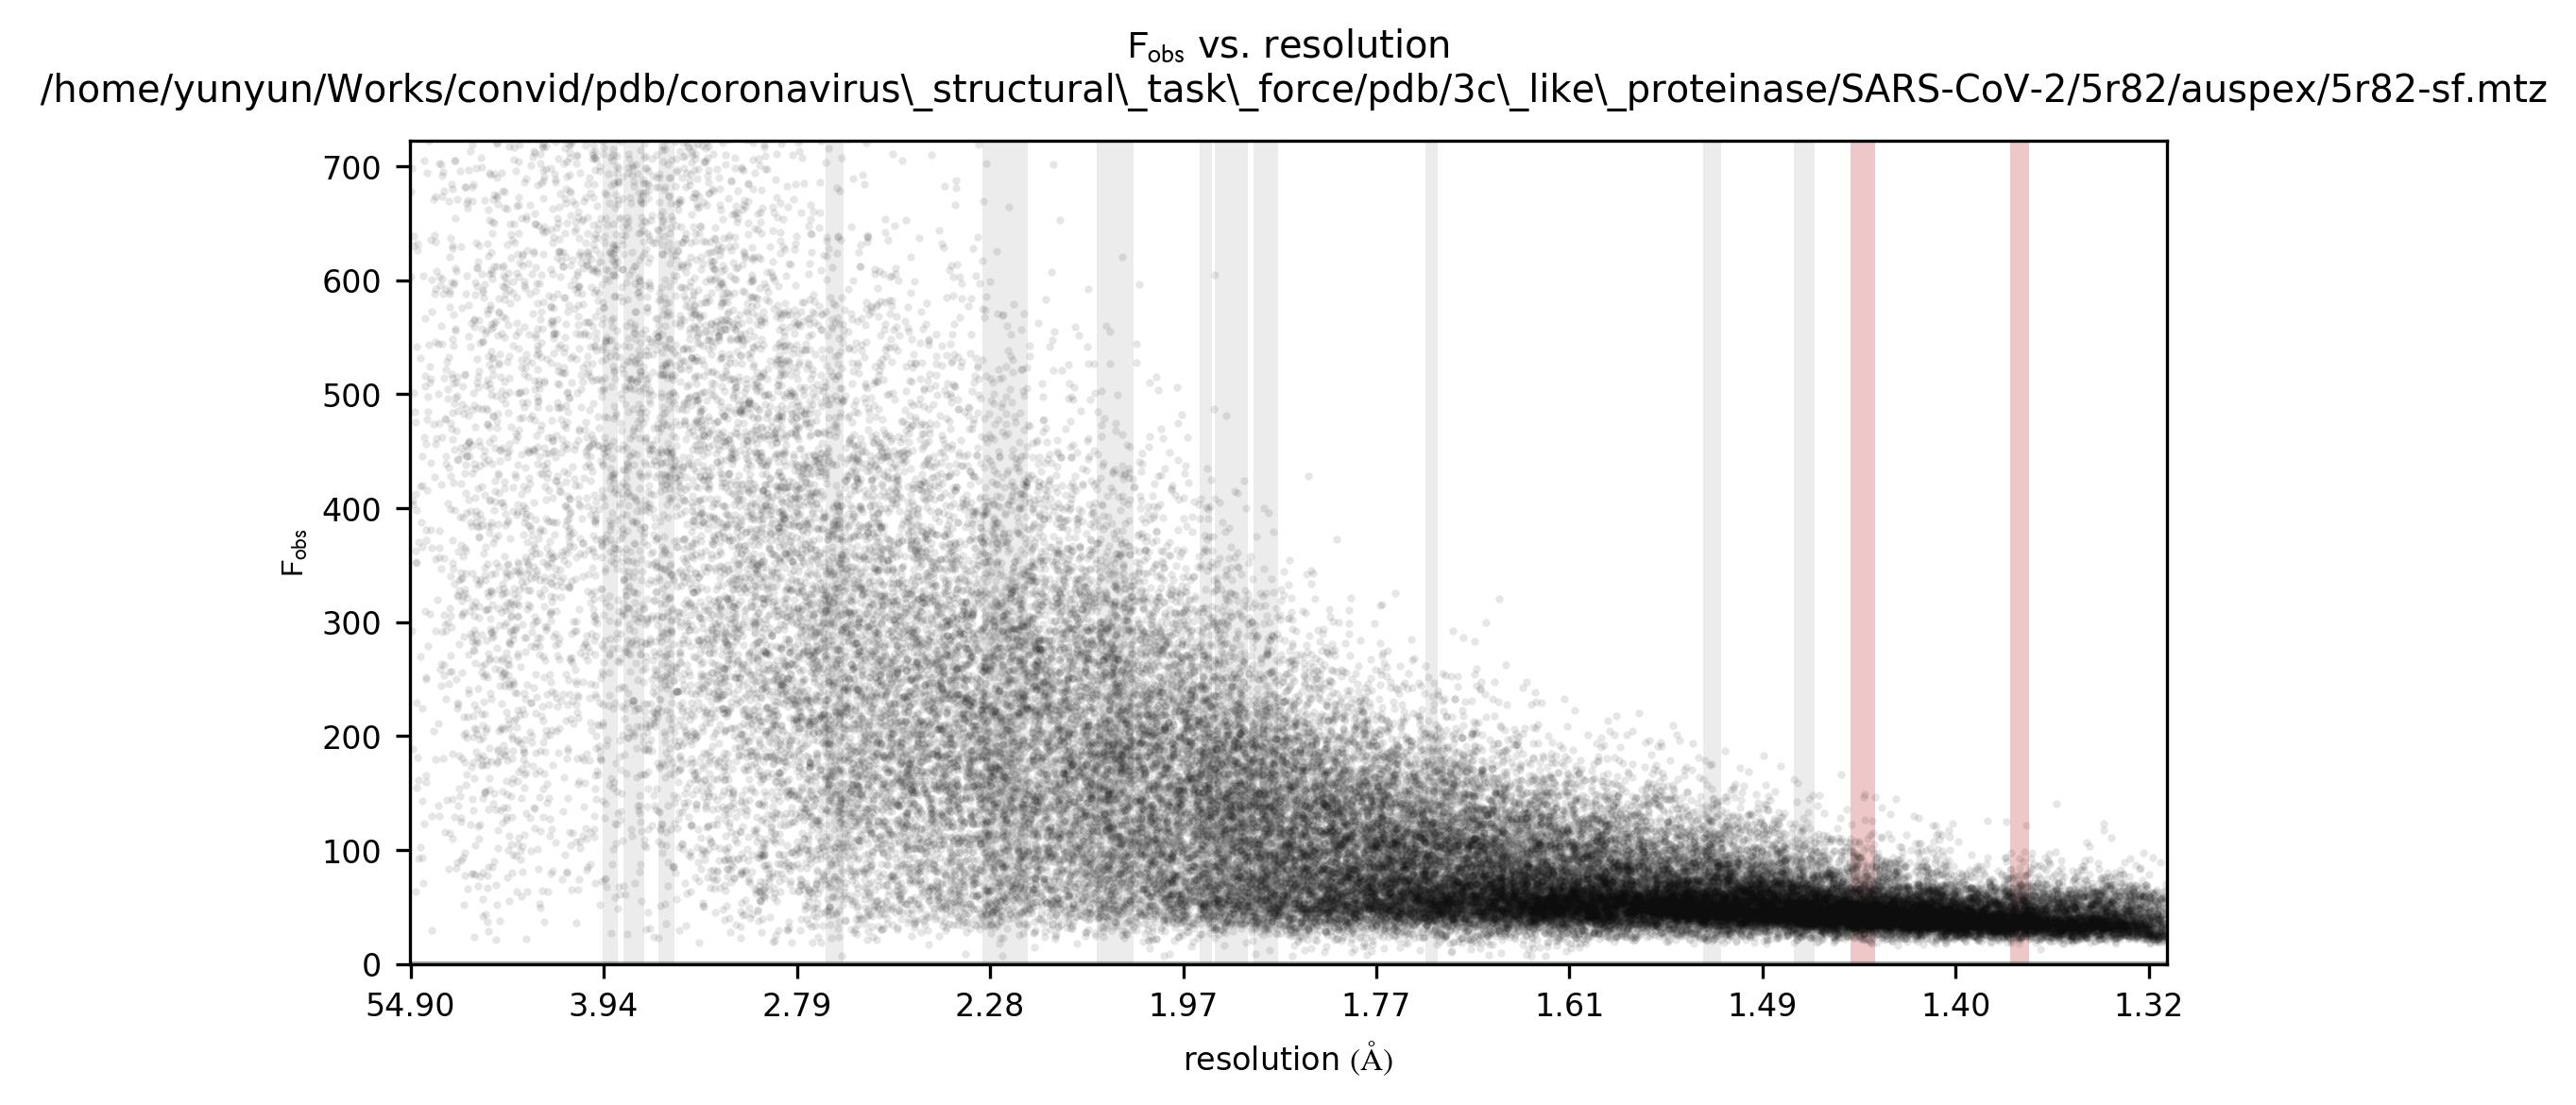 F_obs vs. resolution
/home/yunyun/Works/convid/pdb/coronavirus\_structural\_task\_force/pdb/3c\_like\_proteinase/SARS-CoV-2/5r82/auspex/5r82-sf.mtz
700
600
500
400
300
200
100
0
F_obs
54.90 3.94 2.79 2.28 1.97 1.77 1.61 1.49 1.40 1.32
resolution (Å)